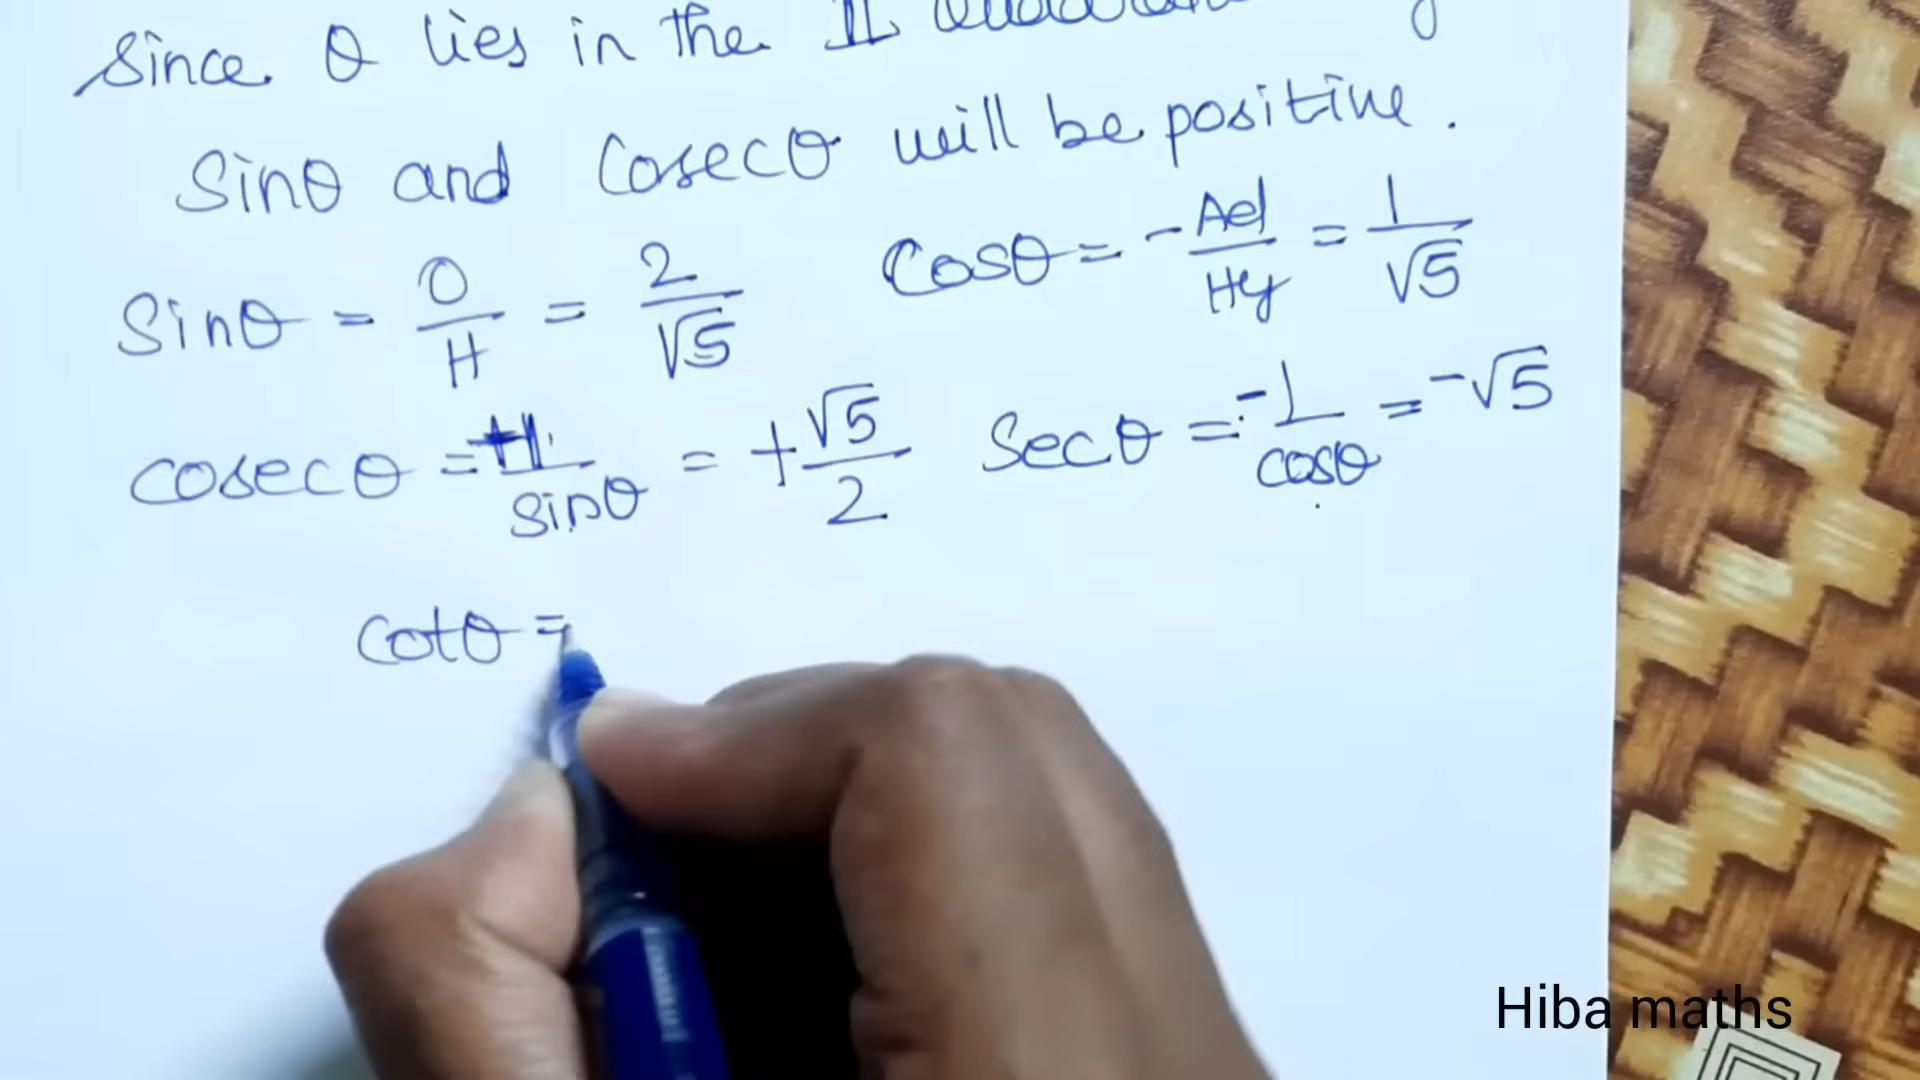 Since θ lies in the II
Sinθ and Cosecθ will be positive.
Sinθ = O/H = 2/√5 Cosθ = -Ad/Hy = 1/√5
cosecθ = +1/sinθ = +√5/2 Secθ = -1/cosθ = -√5
cotθ =
Hiba maths